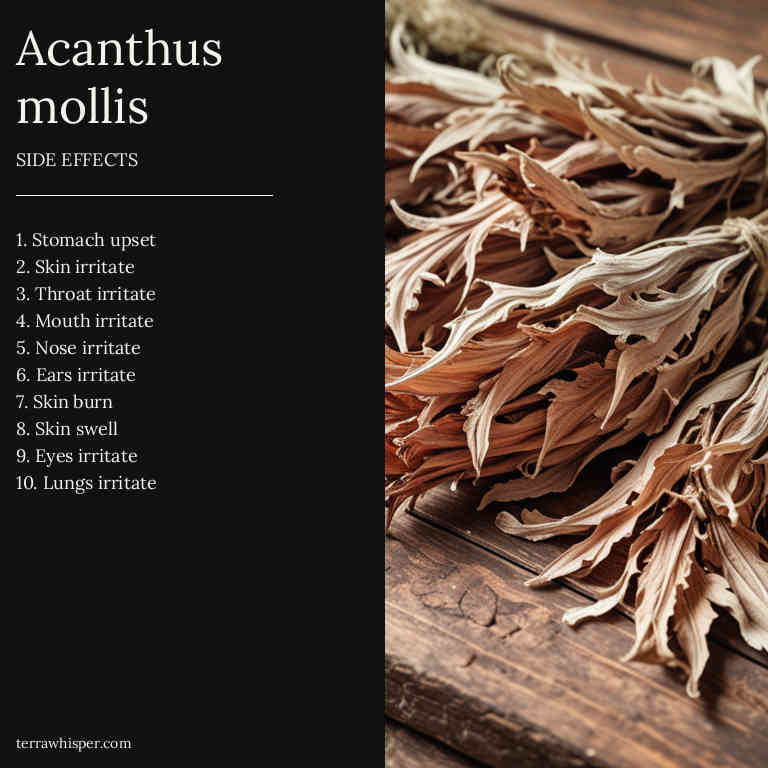 Acanthus
mollis
SIDE EFFECTS
1. Stomach upset
2. Skin irritate
3. Throat irritate
4. Mouth irritate
5. Nose irritate
6. Ears irritate
7. Skin burn
8. Skin swell
9. Eyes irritate
10. Lungs irritate
terrawhisper.com